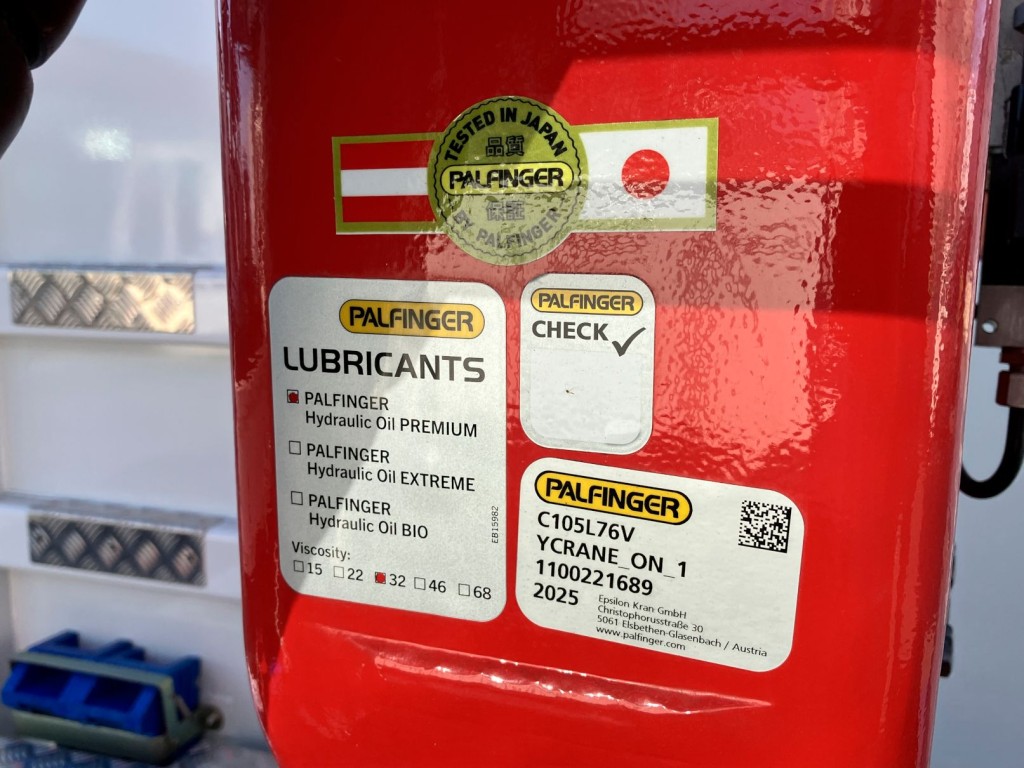 TESTED IN JAPAN
品質
PALFINGER
保証
BY PALFINGER
PALFINGER
LUBRICANTS
PALFINGER
Hydraulic Oil PREMIUM
PALFINGER
Hydraulic Oil EXTREME
PALFINGER
Hydraulic Oil BIO
EB15982
Viscosity:
15 22 32 46 68
PALFINGER
CHECK
PALFINGER
C105L76V
YCRANE_ON_1
1100221689
2025
Epsilon Kran GmbH
Christophorusstraße 30
5061 Elsbethen-Glasenbach / Austria
www.palfinger.com